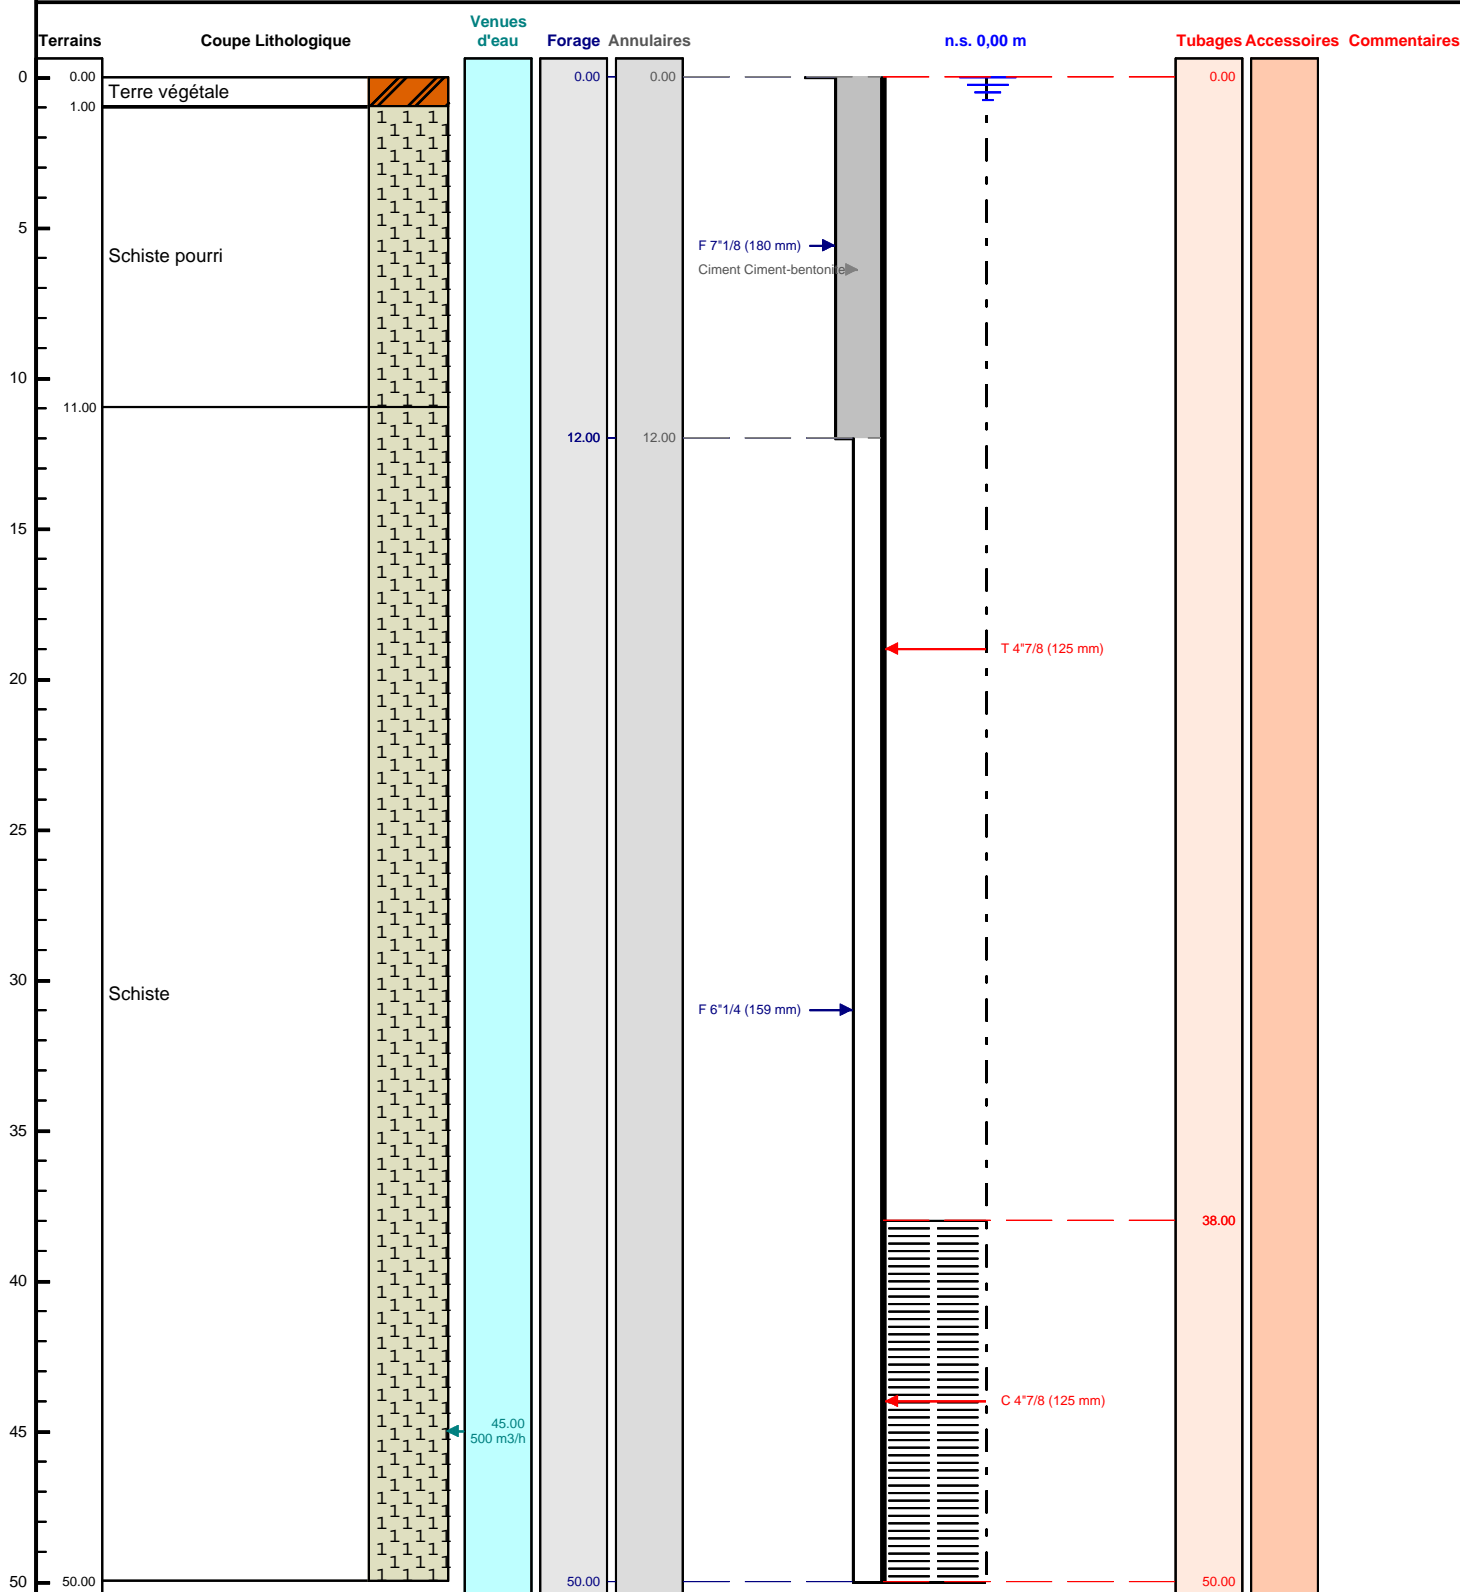 Terrains
Coupe Lithologique
Venues
d'eau
Forage
Annulaires
n.s. 0,00 m
Tubages
Accessoires
Commentaires
0
0.00
0.00
0.00
0.00
Terre végétale
1.00
5
F 7"1/8 (180 mm)
Schiste pourri
Ciment Ciment-bentonite
10
11.00
12.00
12.00
15
T 4"7/8 (125 mm)
20
25
30
Schiste
F 6"1/4 (159 mm)
35
38.00
40
C 4"7/8 (125 mm)
45
45.00
500 m3/h
50
50.00
50.00
50.00